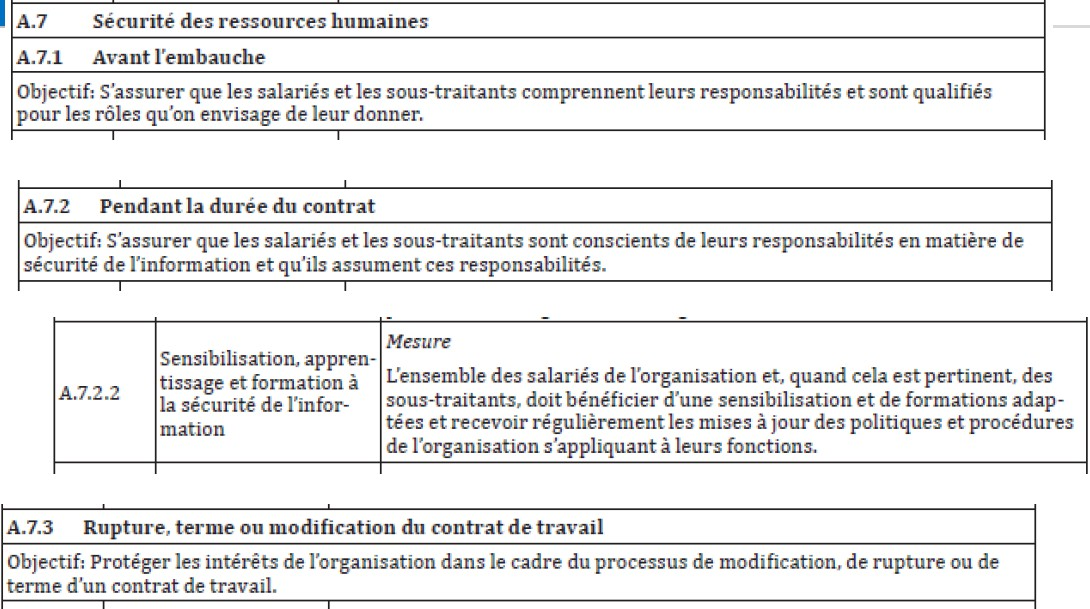 A.7 Sécurité des ressources humaines
A.7.1 Avant l'embauche
Objectif: S'assurer que les salariés et les sous-traitants comprennent leurs responsabilités et sont qualifiés
pour les rôles qu'on envisage de leur donner.
A.7.2 Pendant la durée du contrat
Objectif: S'assurer que les salariés et les sous-traitants sont conscients de leurs responsabilités en matière de
sécurité de l'information et qu'ils assument ces responsabilités.
A.7.2.2
Sensibilisation, appren-
tissage et formation à
la sécurité de l'infor-
mation
Mesure
L'ensemble des salariés de l'organisation et, quand cela est pertinent, des
sous-traitants, doit bénéficier d'une sensibilisation et de formations adap-
tées et recevoir régulièrement les mises à jour des politiques et procédures
de l'organisation s'appliquant à leurs fonctions.
A.7.3 Rupture, terme ou modification du contrat de travail
Objectif: Protéger les intérêts de l'organisation dans le cadre du processus de modification, de rupture ou de
terme d'un contrat de travail.